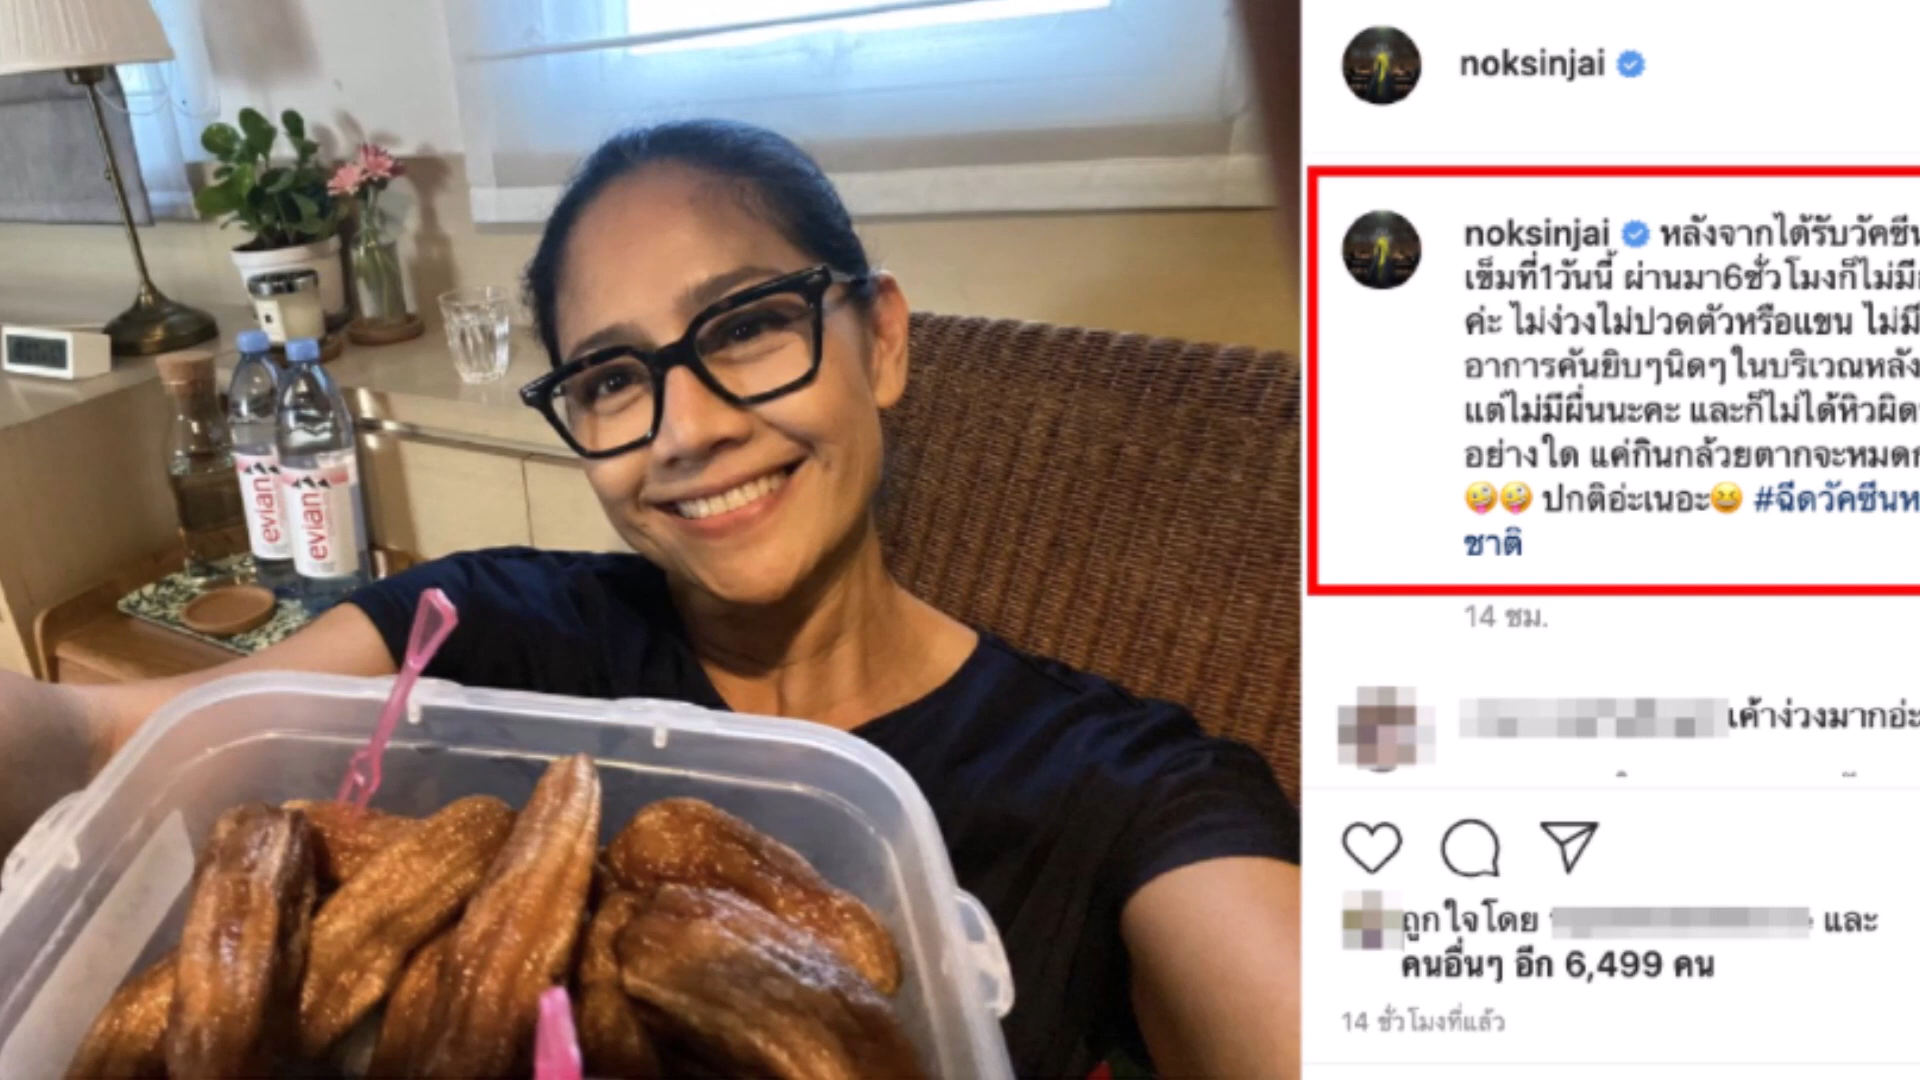 noksinjai
noksinjai หลังจากได้รับวัคซีน
เข็มที่1วันนี้ ผ่านมา6ชั่วโมงก็ไม่มี
ค่ะ ไม่ง่วงไม่ปวดตัวหรือแขน ไม่มี
อาการคันยิบๆนิดๆในบริเวณหลัง
แต่ไม่มีผื่นนะคะ และก็ไม่ได้หิวผิด
อย่างใด แค่กินกล้วยตากจะหมด
🤪🤪 ปกติอ่ะเนอะ😆 #ฉีดวัคซีน
ชาติ
14 ชม.
เค้าง่วงมากอ่ะ
ถูกใจโดย และ
คนอื่นๆ อีก 6,499 คน
14 ชั่วโมงที่แล้ว
evian
evian